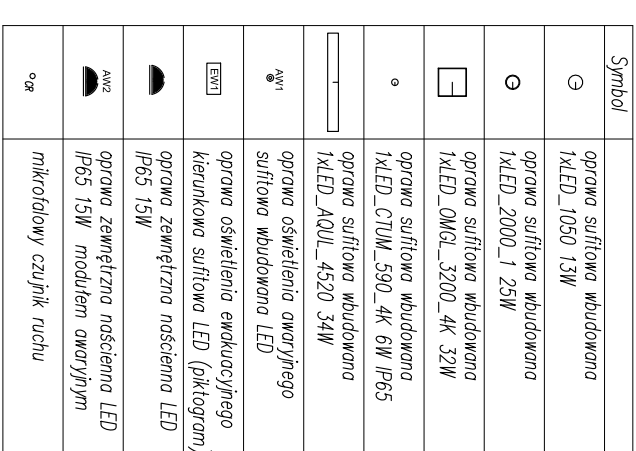 Symbol
oprawa sufitowa wbudowana
1xLED_1050 13W
oprawa sufitowa wbudowana
1xLED_2000_1 25W
oprawa sufitowa wbudowana
1xLED_OMGL_3200_4K 32W
oprawa sufitowa wbudowana
1xLED_CTUM_590_4K 6W IP65
oprawa sufitowa wbudowana
1xLED_AQUL_4520 34W
AW1
oprawa oświetlenia awaryjnego
sufitowa wbudowana LED
EW1
oprawa oświetlenia ewakuacyjnego
kierunkowa sufitowa LED (piktogram)
oprawa zewnętrzna naścienna LED
IP65 15W
AW2
oprawa zewnętrzna naścienna LED
IP65 15W modułem awaryjnym
CR
mikrofalowy czujnik ruchu